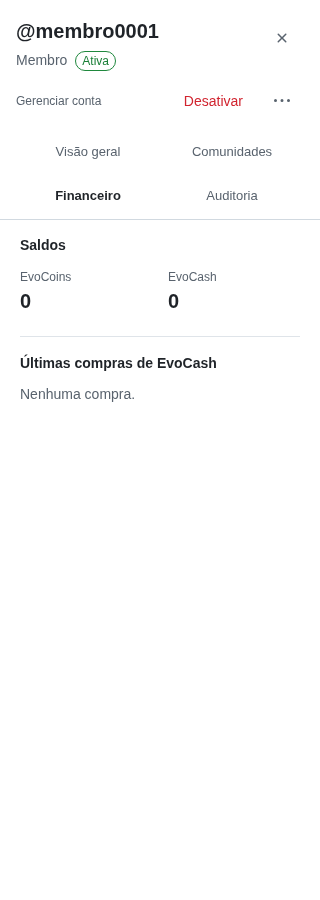 @membro0001
Membro Ativa
Gerenciar conta Desativar
Visão geral Comunidades
Financeiro Auditoria
Saldos
EvoCoins EvoCash
0 0
Últimas compras de EvoCash
Nenhuma compra.